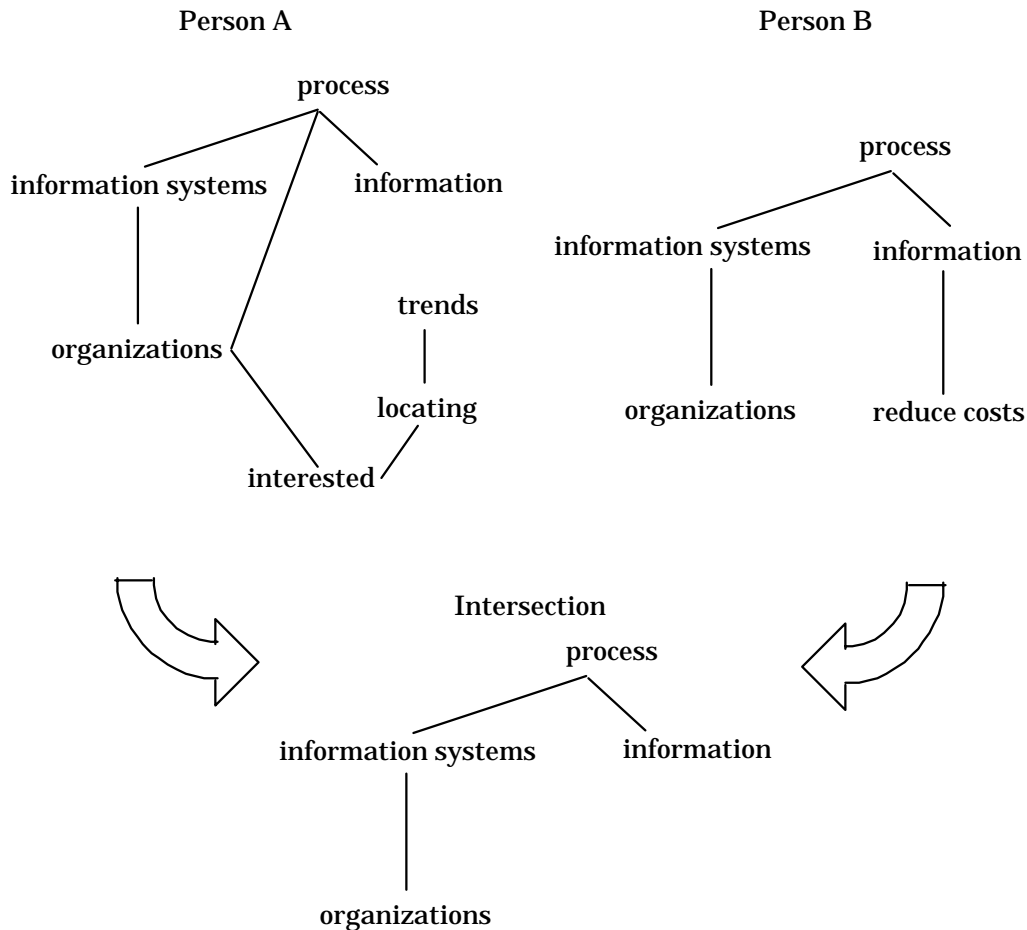 Person A
process
information systems
information
trends
organizations
locating
interested
Person B
process
information systems
information
organizations
reduce costs
Intersection
process
information systems
information
organizations